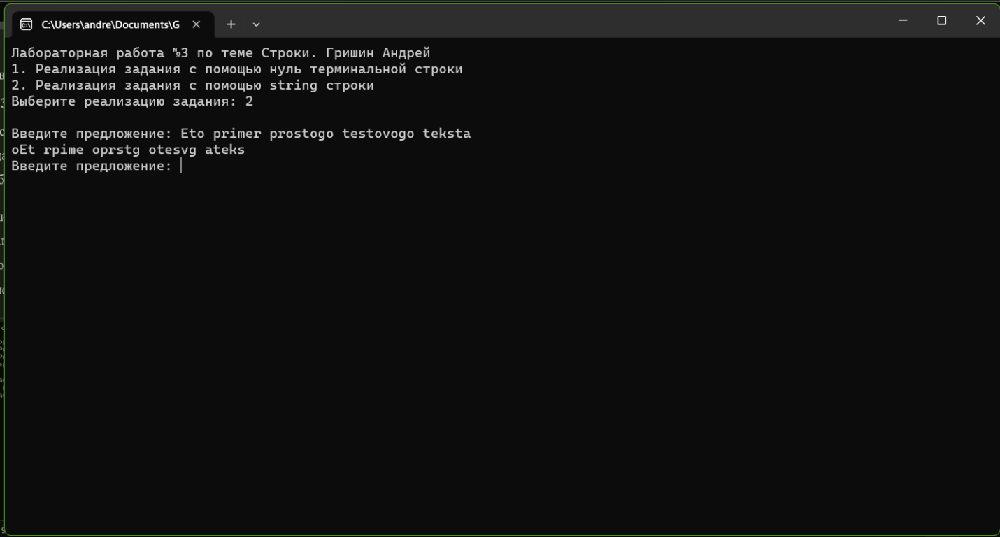 C:\Users\andre\Documents\G
Лабораторная работа №3 по теме Строки. Гришин Андрей
1. Реализация задания с помощью нуль терминальной строки
2. Реализация задания с помощью string строки
Выберите реализацию задания: 2
Введите предложение: Eto primer prostogo testovogo teksta
oEt rpime oprstg otesvg ateks
Введите предложение: